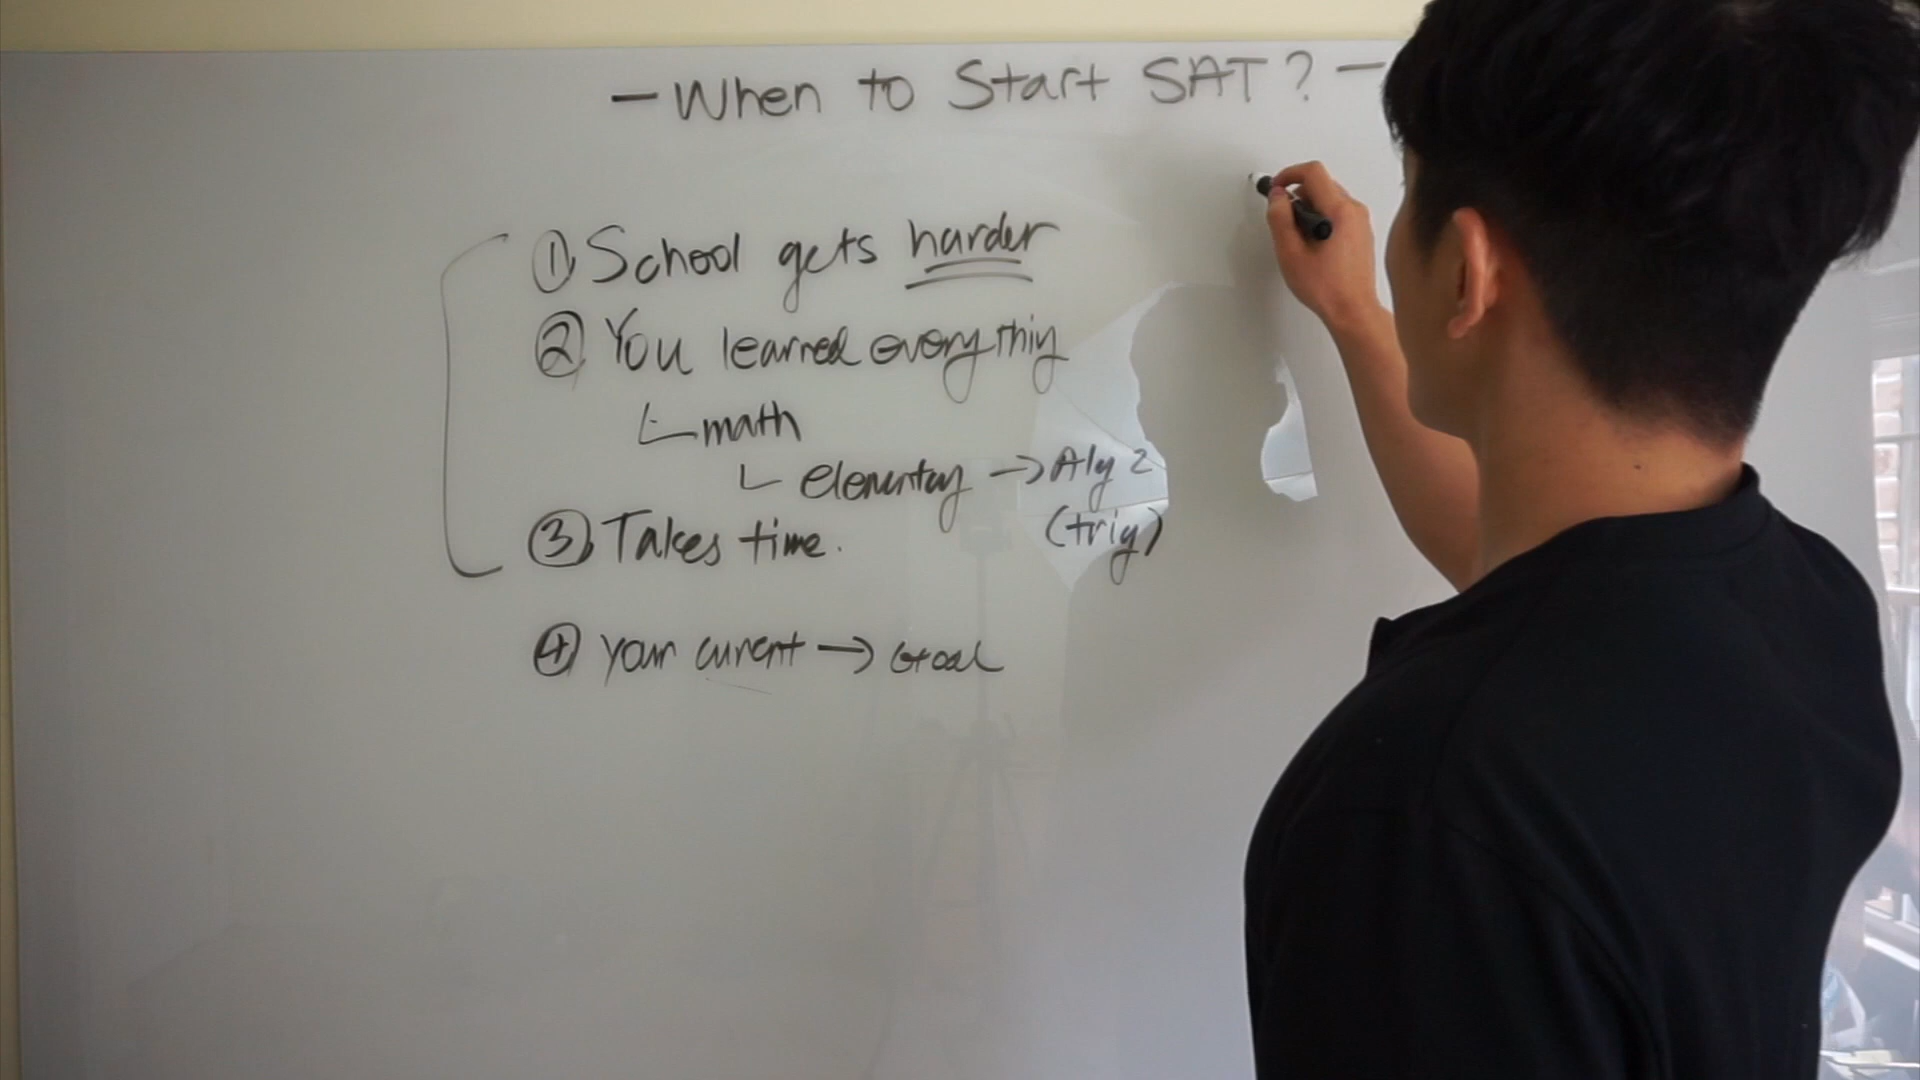 - When to Start SAT? -
① School gets harder
② You learned everything
math
elementary → Alg 2
(trig)
③ Takes time.
④ your current → Goal